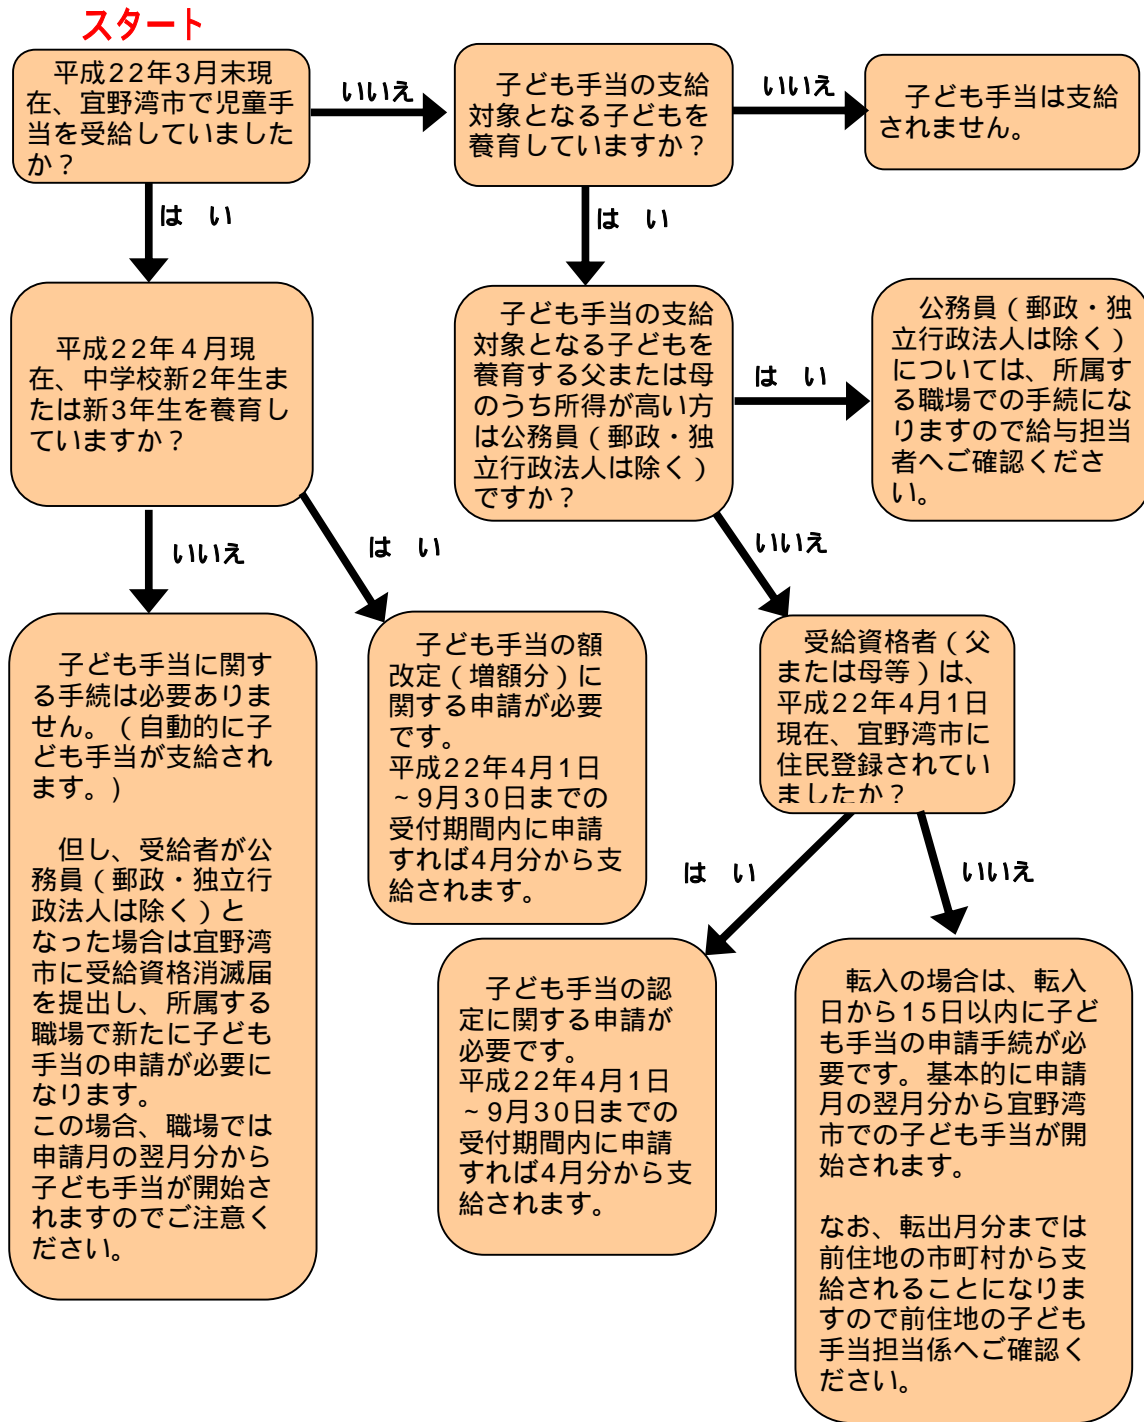 スタート
平成22年3月末現
在、宜野湾市で児童手
当を受給していました
か？
いいえ
子ども手当の支給
対象となる子どもを
養育していますか？
いいえ
子ども手当は支給
されません。
は　い
は　い
平成22年４月現
在、中学校新2年生ま
たは新3年生を養育し
ていますか？
子ども手当の支給
対象となる子どもを
養育する父または母
のうち所得が高い方
は公務員（郵政・独
立行政法人は除く）
ですか？
は　い
公務員（郵政・独
立行政法人は除く）
については、所属す
る職場での手続にな
りますので給与担当
者へご確認くださ
い。
いいえ
は　い
いいえ
子ども手当に関す
る手続は必要ありま
せん。（自動的に子
ども手当が支給され
ます。)
但し、受給者が公
務員（郵政・独立行
政法人は除く）と
なった場合は宜野湾
市に受給資格消滅届
を提出し、所属する
職場で新たに子ども
手当の申請が必要に
なります。
この場合、職場では
申請月の翌月分から
子ども手当が開始さ
れますのでご注意く
ださい。
子ども手当の額
改定（増額分）に
関する申請が必要
です。
平成22年4月1日
～9月30日までの
受付期間内に申請
すれば4月分から支
給されます。
受給資格者（父
または母等）は、
平成22年4月1日
現在、宜野湾市に
住民登録されてい
ましたか？
は　い
いいえ
子ども手当の認
定に関する申請が
必要です。
平成22年4月1日
～9月30日までの
受付期間内に申請
すれば4月分から支
給されます。
転入の場合は、転入
日から15日以内に子ど
も手当の申請手続が必
要です。基本的に申請
月の翌月分から宜野湾
市での子ども手当が開
始されます。
なお、転出月分までは
前住地の市町村から支
給されることになりま
すので前住地の子ども
手当担当係へご確認く
ださい。